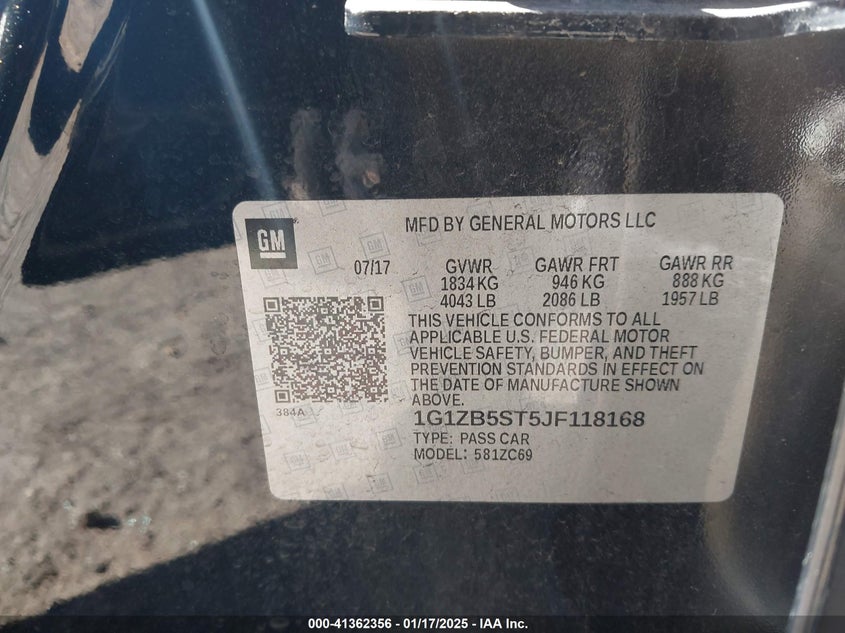 GM
MFD BY GENERAL MOTORS LLC
07/17 GVWR GAWR FRT GAWR RR
1834 KG 946 KG 888 KG
4043 LB 2086 LB 1957 LB
THIS VEHICLE CONFORMS TO ALL
APPLICABLE U.S. FEDERAL MOTOR
VEHICLE SAFETY, BUMPER, AND THEFT
PREVENTION STANDARDS IN EFFECT ON
THE DATE OF MANUFACTURE SHOWN
ABOVE.
384A
1G1ZB5ST5JF118168
TYPE: PASS CAR
MODEL: 581ZC69
000-41362356 - 01/17/2025 - IAA Inc.